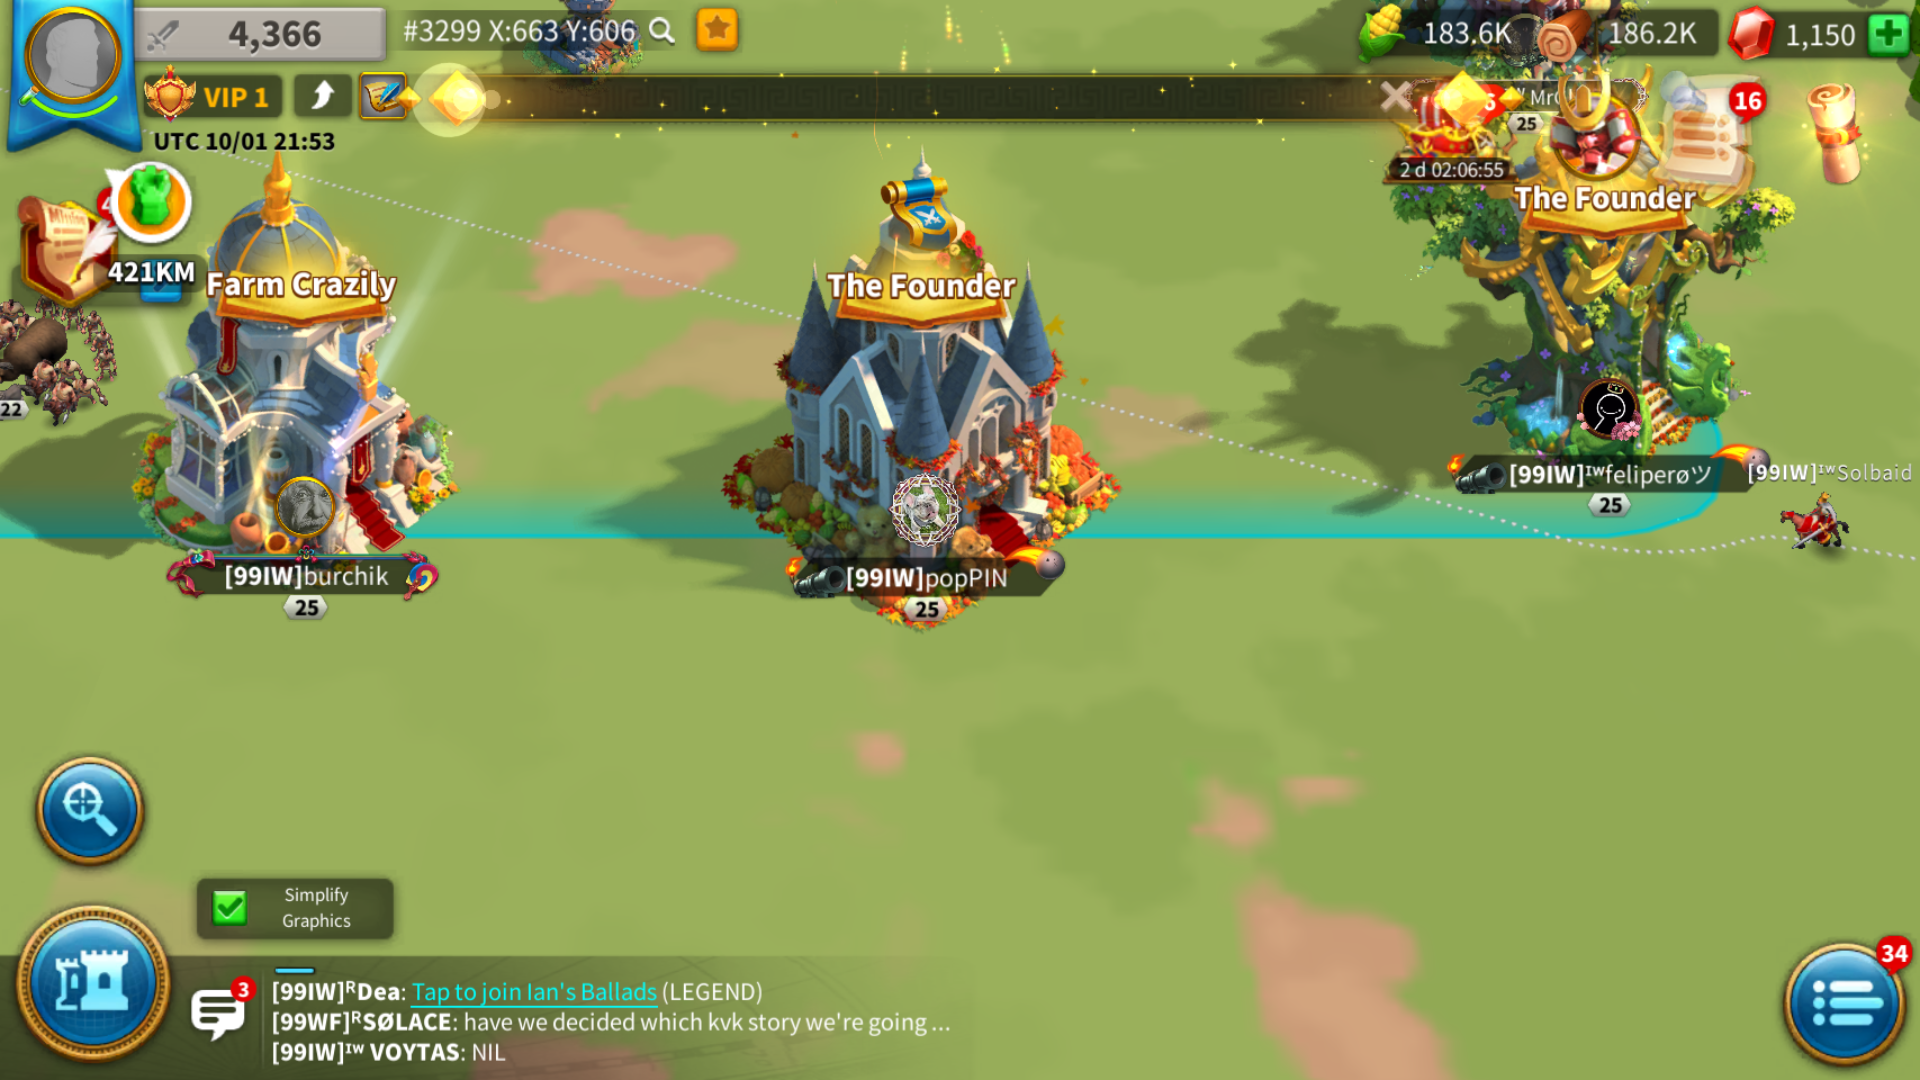 4,366
#3299 X:663 Y:606
183.6K
186.2K
1,150
VIP 1
UTC 10/01 21:53
25
16
2 d 02:06:55
The Founder
Mission
421KM
Farm Crazily
The Founder
22
[99IW]ᴵᵂfeliperøツ
25
[99IW]ᴵᵂSolbaid
[99IW]burchik
25
[99IW]popPIN
25
Simplify
Graphics
34
3
[99IW]ᴿDea: Tap to join Ian's Ballads (LEGEND)
[99WF]ᴿSØLACE: have we decided which kvk story we're going ...
[99IW]ᴵᵂ VOYTAS: NIL